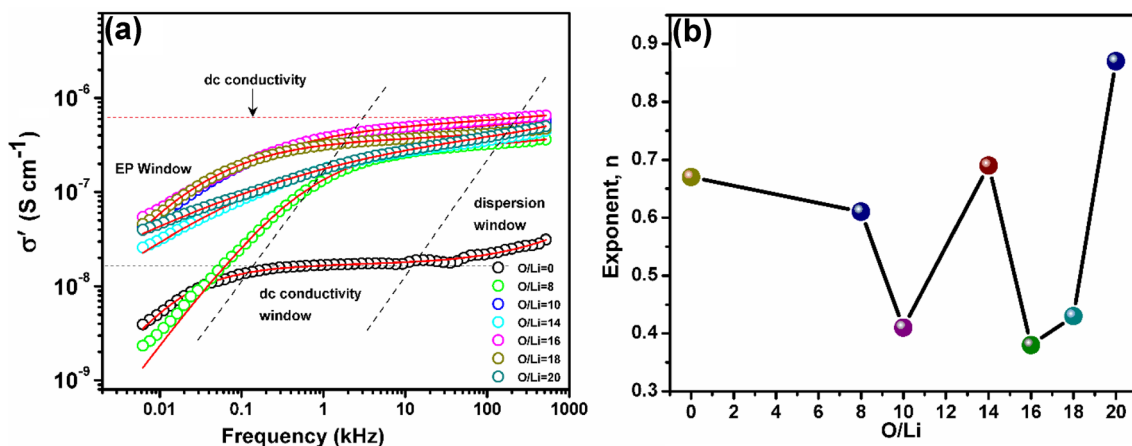 (a)
dc conductivity
10⁻⁶
EP Window
10⁻⁷
σ′ (S cm⁻¹)
dispersion
window
10⁻⁸
dc conductivity
window
10⁻⁹
O/Li=0
O/Li=8
O/Li=10
O/Li=14
O/Li=16
O/Li=18
O/Li=20
0.01 0.1 1 10 100 1000
Frequency (kHz)
(b)
0.9
0.8
0.7
0.6
0.5
0.4
0.3
Exponent, n
0 2 4 6 8 10 12 14 16 18 20
O/Li